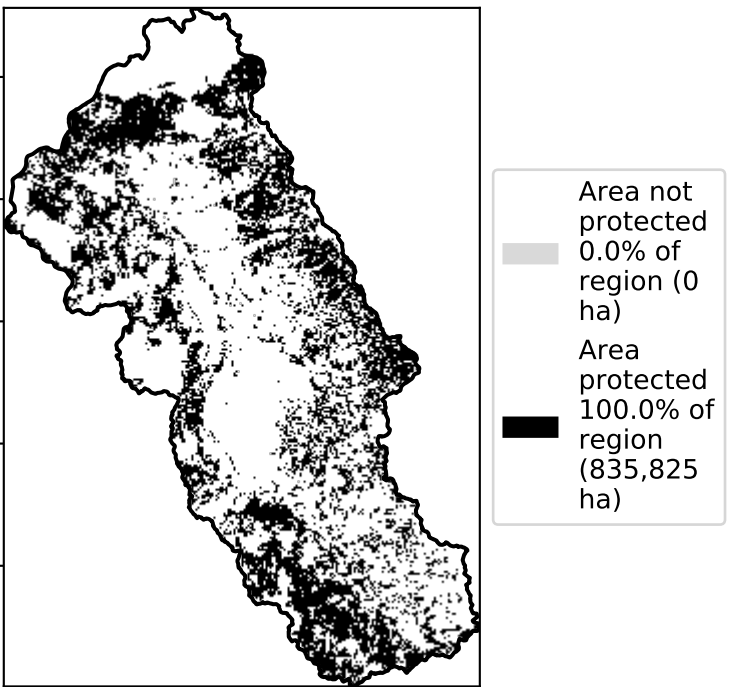 Area not
protected
0.0% of
region (0
ha)
Area
protected
100.0% of
region
(835,825
ha)